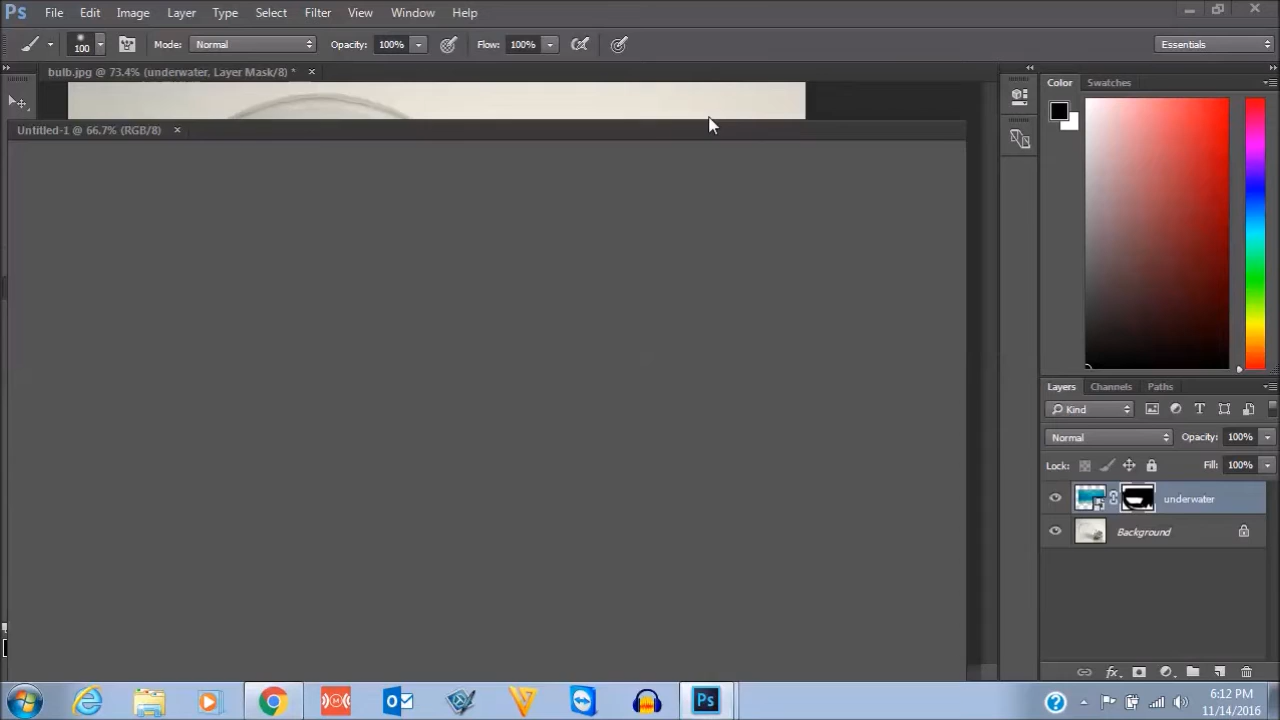 Ps File Edit Image Layer Type Select Filter View Window Help
100 Mode: Normal Opacity: 100% Flow: 100% Essentials
bulb.jpg @ 73.4% (underwater, Layer Mask/8) *
Color Swatches
Untitled-1 @ 66.7% (RGB/8)
Layers Channels Paths
Kind
Normal Opacity: 100%
Lock: Fill: 100%
underwater
Background
fx
Ps
6:12 PM
11/14/2016